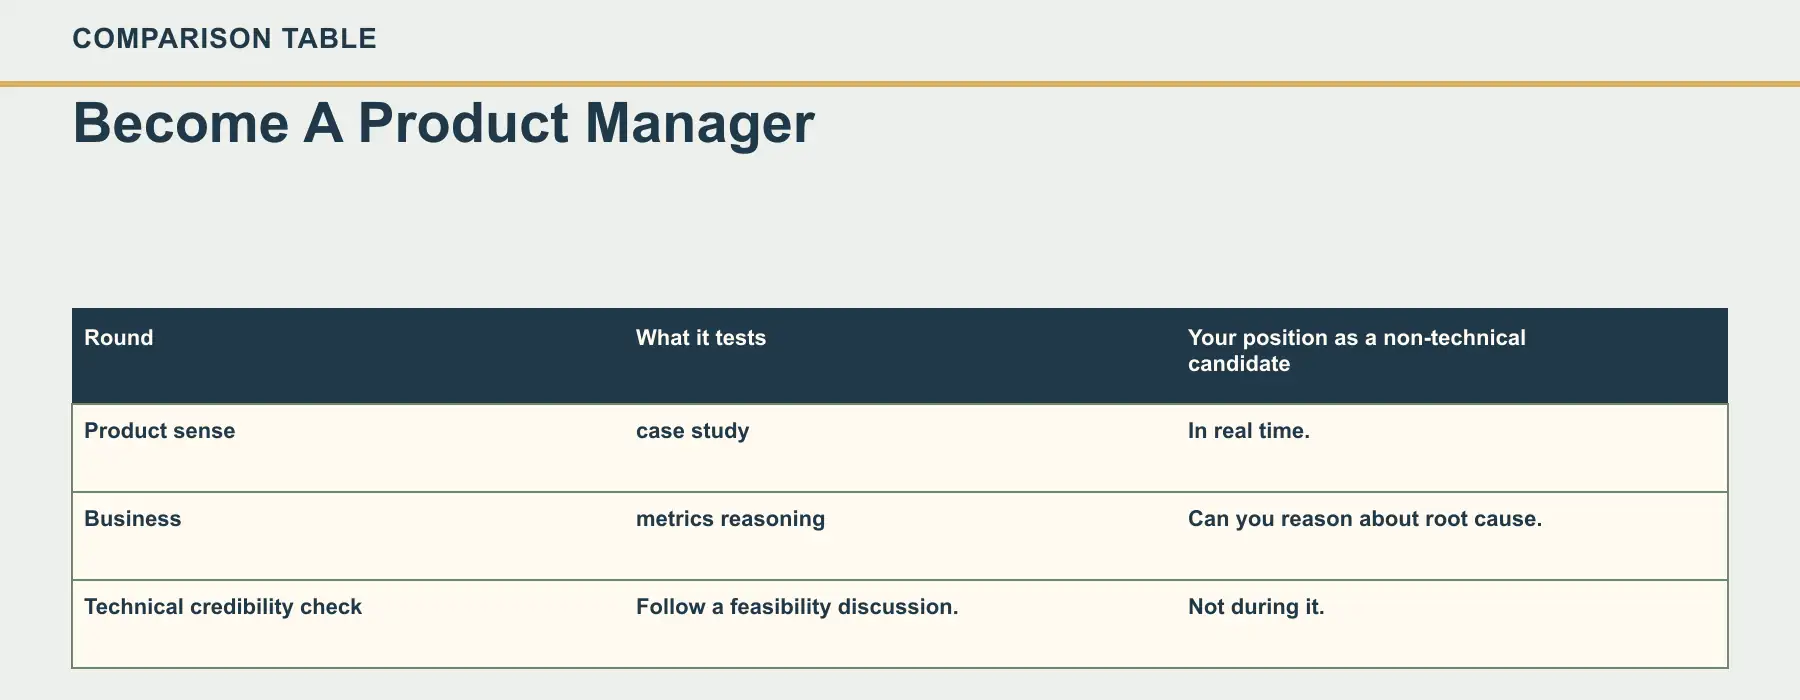 COMPARISON TABLE
Become A Product Manager
Round What it tests Your position as a non-technical
candidate
Product sense case study In real time.
Business metrics reasoning Can you reason about root cause.
Technical credibility check Follow a feasibility discussion. Not during it.